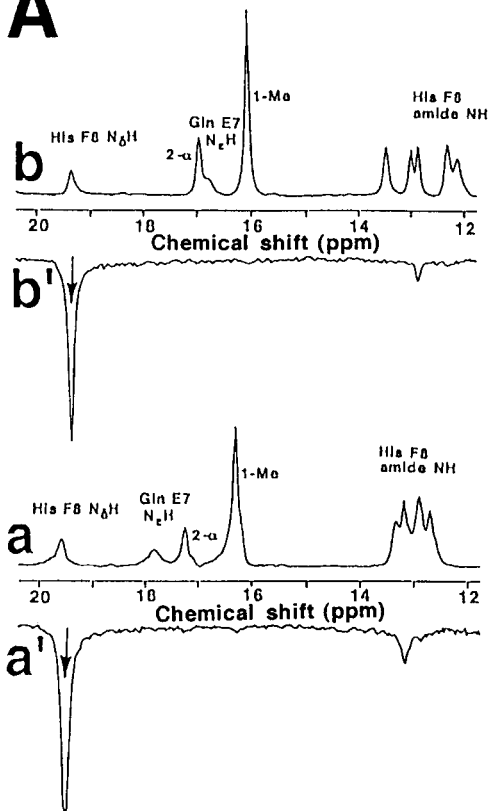 A
1-Me
His F8
amide NH
Gln E7
NεH
His F8 NδH
2-α
b
20 18 16 14 12
Chemical shift (ppm)
b'
His F8
amide NH
1-Me
Gln E7
NεH
His F8 NδH
2-α
a
20 18 16 14 12
Chemical shift (ppm)
a'